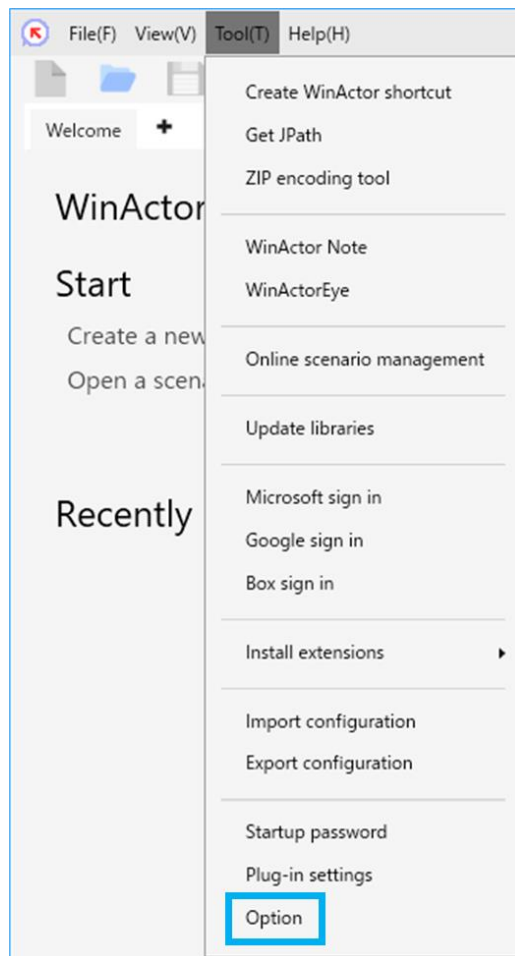 File(F) View(V) Tool(T) Help(H)
Welcome +
WinActor
Start
Create a new
Open a scena
Recently
Create WinActor shortcut
Get JPath
ZIP encoding tool
WinActor Note
WinActorEye
Online scenario management
Update libraries
Microsoft sign in
Google sign in
Box sign in
Install extensions
Import configuration
Export configuration
Startup password
Plug-in settings
Option